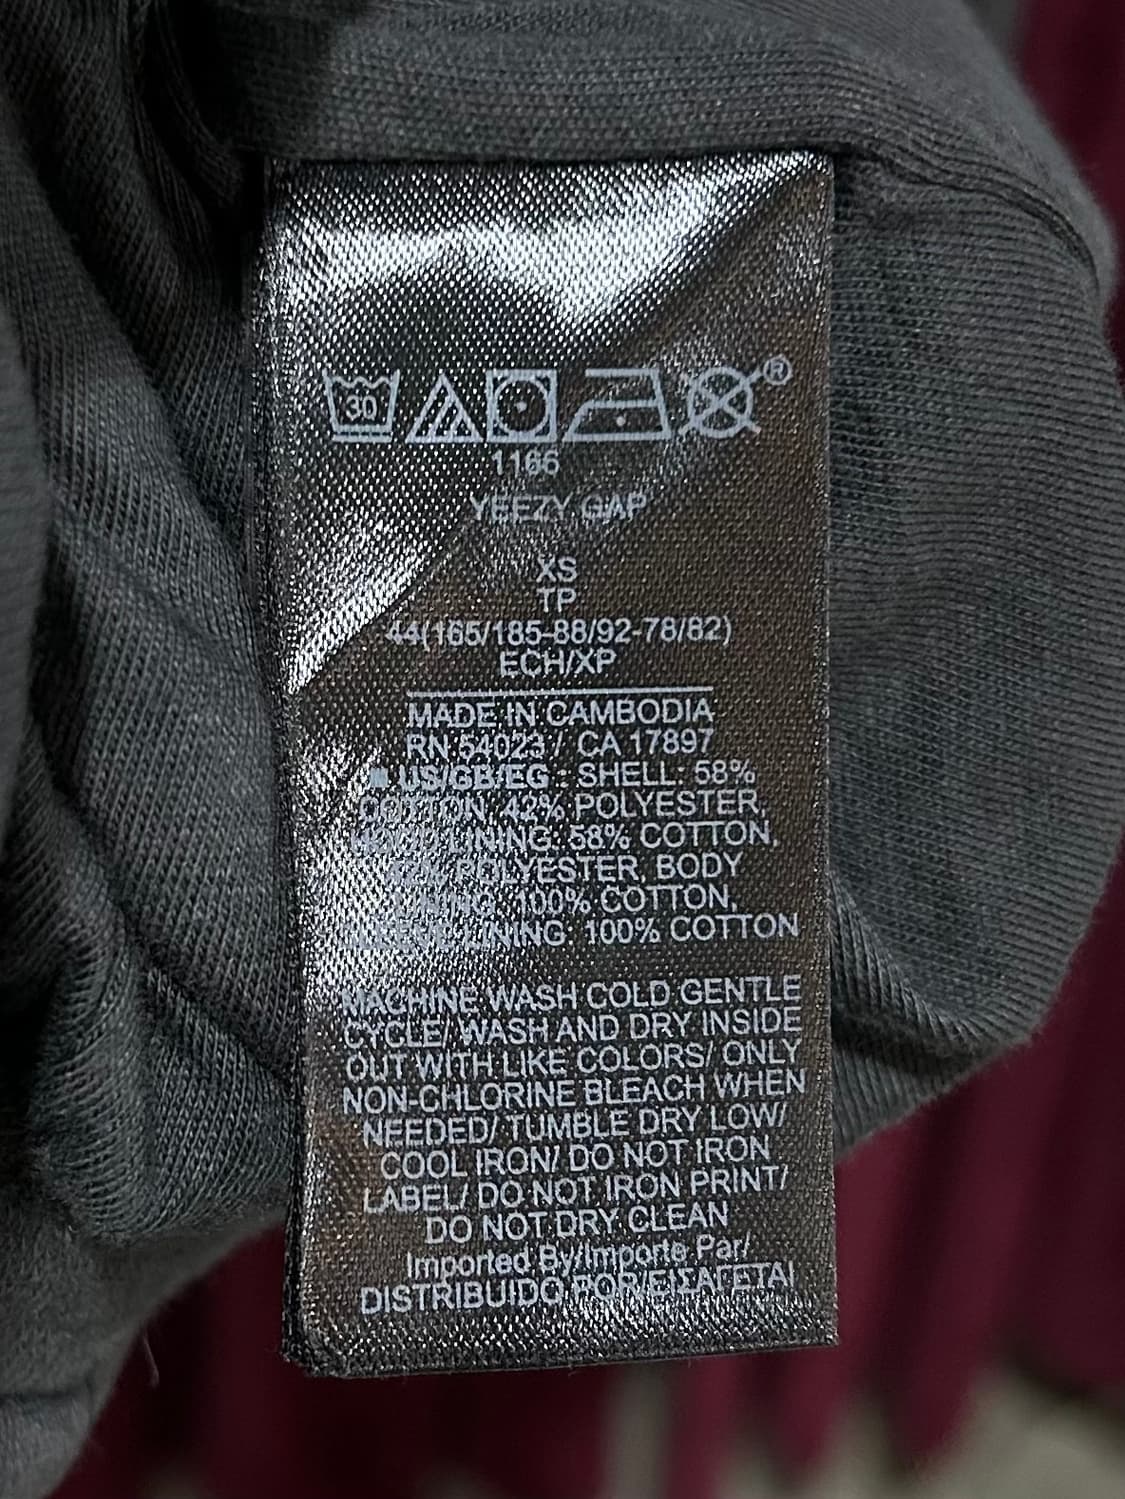 30
®
1166
YEEZY GAP
XS
TP
44(165/185-88/92-78/82)
ECH/XP
MADE IN CAMBODIA
RN 54023 / CA 17897
US/GB/EG : SHELL: 58%
COTTON, 42% POLYESTER,
LINING: 58% COTTON,
42% POLYESTER, BODY
LINING: 100% COTTON,
SLEEVE LINING: 100% COTTON
MACHINE WASH COLD GENTLE
CYCLE/ WASH AND DRY INSIDE
OUT WITH LIKE COLORS/ ONLY
NON-CHLORINE BLEACH WHEN
NEEDED/ TUMBLE DRY LOW/
COOL IRON/ DO NOT IRON
LABEL/ DO NOT IRON PRINT/
DO NOT DRY CLEAN
Imported By/Importe Par/
DISTRIBUIDO POR/ΕΙΣΑΓΕΤΑΙ